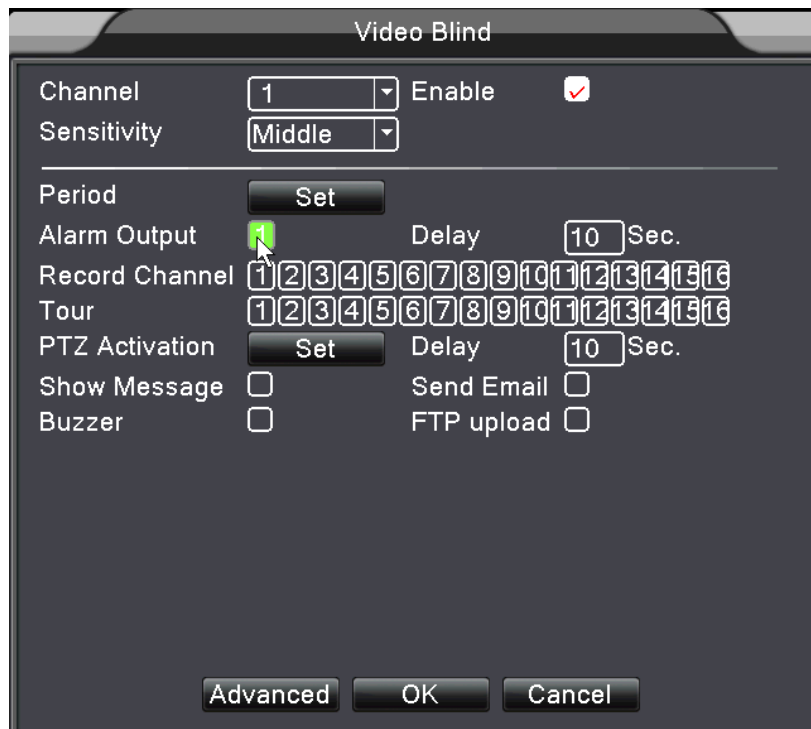 Video Blind
Channel 1 Enable
Sensitivity Middle
Period Set
Alarm Output 1 Delay 10 Sec.
Record Channel 1 2 3 4 5 6 7 8 9 10 11 12 13 14 15 16
Tour 1 2 3 4 5 6 7 8 9 10 11 12 13 14 15 16
PTZ Activation Set Delay 10 Sec.
Show Message Send Email
Buzzer FTP upload
Advanced OK Cancel